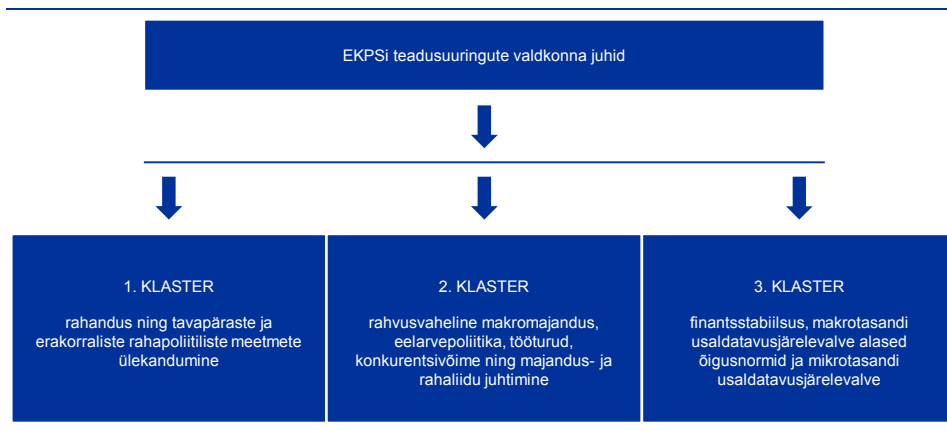 EKPSi teadusuuringute valdkonna juhid
1. KLASTER
rahandus ning tavapäraste ja
erakorraliste rahapoliitiliste meetmete
ülekandumine
2. KLASTER
rahvusvaheline makromajandus,
eelarvepoliitika, tööturud,
konkurentsivõime ning majandus- ja
rahaliidu juhtimine
3. KLASTER
finantsstabiilsus, makrotasandi
usaldatavusjärelevalve alased
õigusnormid ja mikrotasandi
usaldatavusjärelevalve